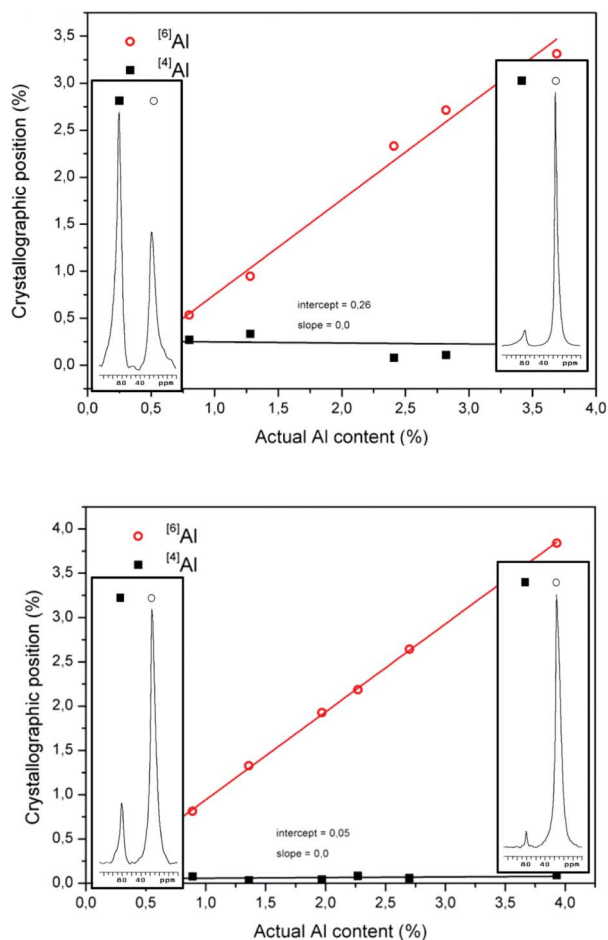 [6]Al
[4]Al
3,5
3,0
2,5
2,0
1,5
1,0
0,5
0,0
Crystallographic position (%)
■ ○
80 40 ppm
■ ○
80 40 ppm
intercept = 0,26
slope = 0,0
0,0 0,5 1,0 1,5 2,0 2,5 3,0 3,5 4,0
Actual Al content (%)
[6]Al
[4]Al
4,0
3,5
3,0
2,5
2,0
1,5
1,0
0,5
0,0
Crystallographic position (%)
■ ○
80 40 ppm
■ ○
80 40 ppm
intercept = 0,05
slope = 0,0
0,0 0,5 1,0 1,5 2,0 2,5 3,0 3,5 4,0
Actual Al content (%)